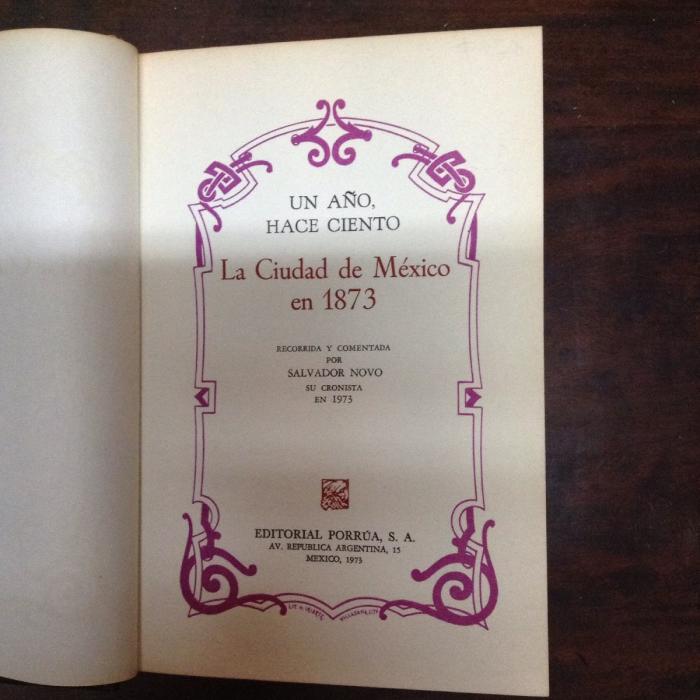 UN AÑO,
HACE CIENTO
La Ciudad de México
en 1873
RECORRIDA Y COMENTADA
POR
SALVADOR NOVO
SU CRONISTA
EN 1973
EDITORIAL PORRÚA, S. A.
AV. REPUBLICA ARGENTINA, 15
MEXICO, 1973